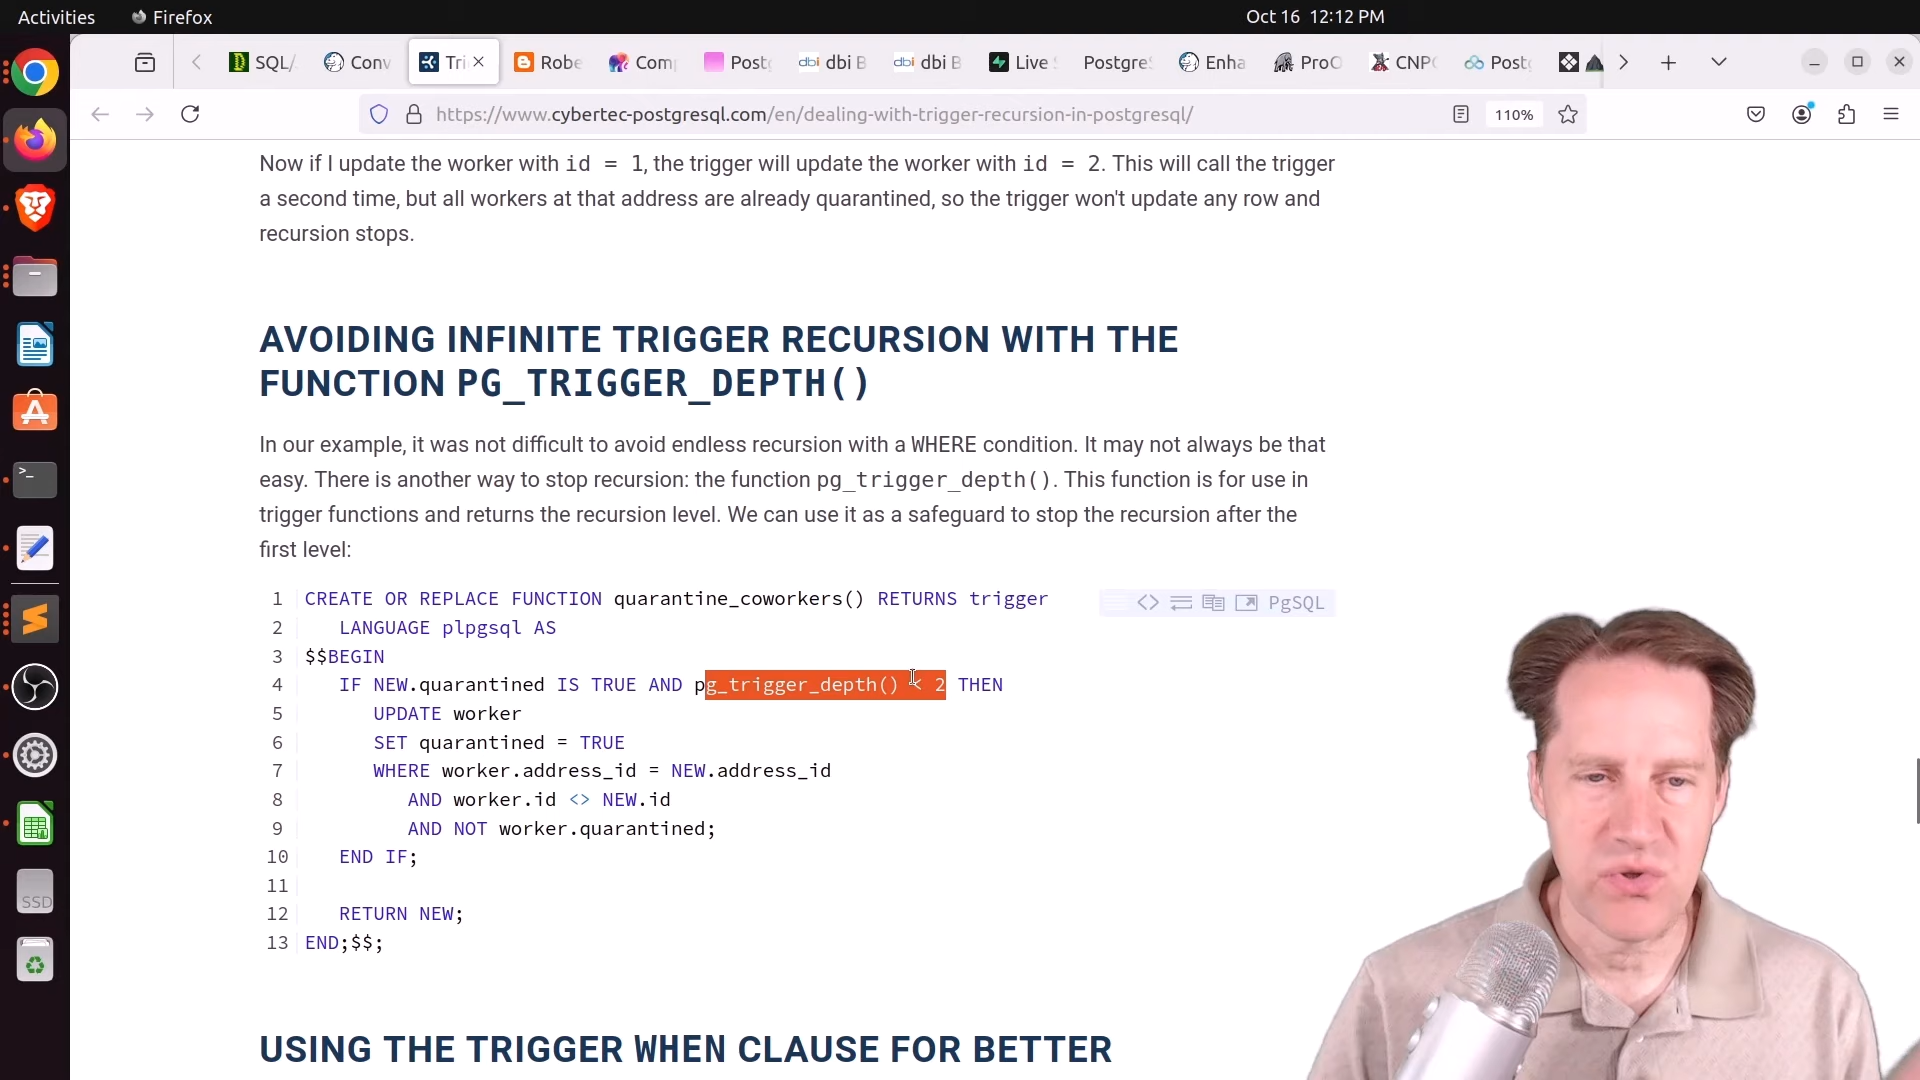 Activities
Firefox
Oct 16 12:12 PM
SQL/
Conv
Tri
Robe
Com
Postg
dbi B
dbi B
Live
Postgre
Enha
ProC
CNP
Post
https://www.cybertec-postgresql.com/en/dealing-with-trigger-recursion-in-postgresql/
110%
Now if I update the worker with id = 1, the trigger will update the worker with id = 2. This will call the trigger
a second time, but all workers at that address are already quarantined, so the trigger won't update any row and
recursion stops.
AVOIDING INFINITE TRIGGER RECURSION WITH THE
FUNCTION PG_TRIGGER_DEPTH()
In our example, it was not difficult to avoid endless recursion with a WHERE condition. It may not always be that
easy. There is another way to stop recursion: the function pg_trigger_depth(). This function is for use in
trigger functions and returns the recursion level. We can use it as a safeguard to stop the recursion after the
first level:
1 CREATE OR REPLACE FUNCTION quarantine_coworkers() RETURNS trigger
PgSQL
2 LANGUAGE plpgsql AS
3 $$BEGIN
4 IF NEW.quarantined IS TRUE AND pg_trigger_depth() < 2 THEN
5 UPDATE worker
6 SET quarantined = TRUE
7 WHERE worker.address_id = NEW.address_id
8 AND worker.id <> NEW.id
9 AND NOT worker.quarantined;
10 END IF;
11
12 RETURN NEW;
13 END;$$;
USING THE TRIGGER WHEN CLAUSE FOR BETTER
SSD